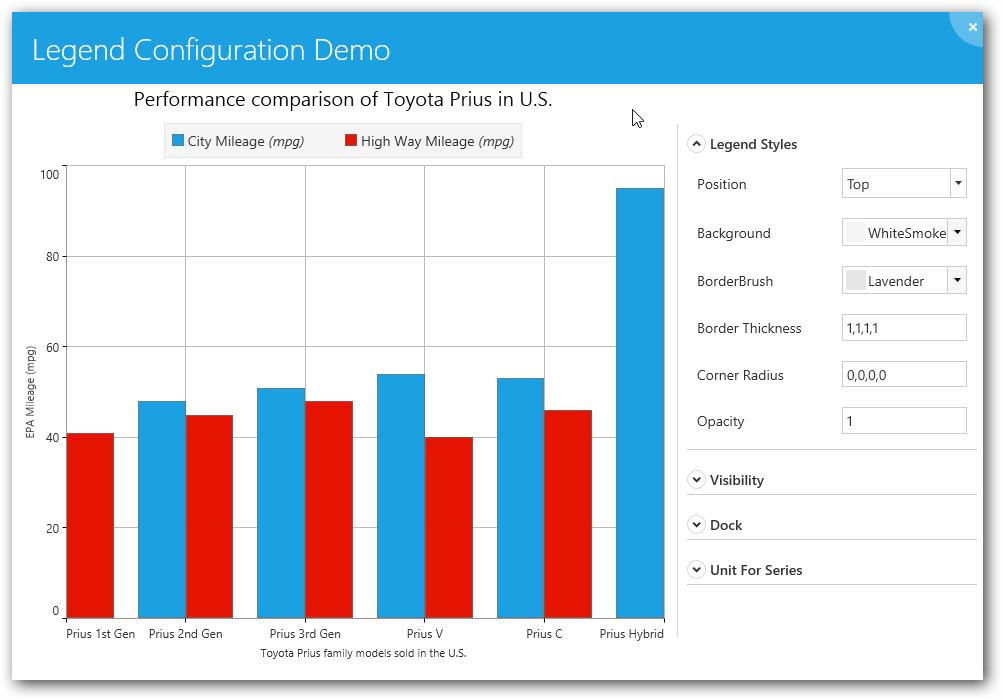 Legend Configuration Demo
Performance comparison of Toyota Prius in U.S.
City Mileage (mpg) High Way Mileage (mpg)
100
80
60
40
20
0
EPA Mileage (mpg)
Prius 1st Gen Prius 2nd Gen Prius 3rd Gen Prius V Prius C Prius Hybrid
Toyota Prius family models sold in the U.S.
Legend Styles
Position Top
Background WhiteSmoke
BorderBrush Lavender
Border Thickness 1,1,1,1
Corner Radius 0,0,0,0
Opacity 1
Visibility
Dock
Unit For Series